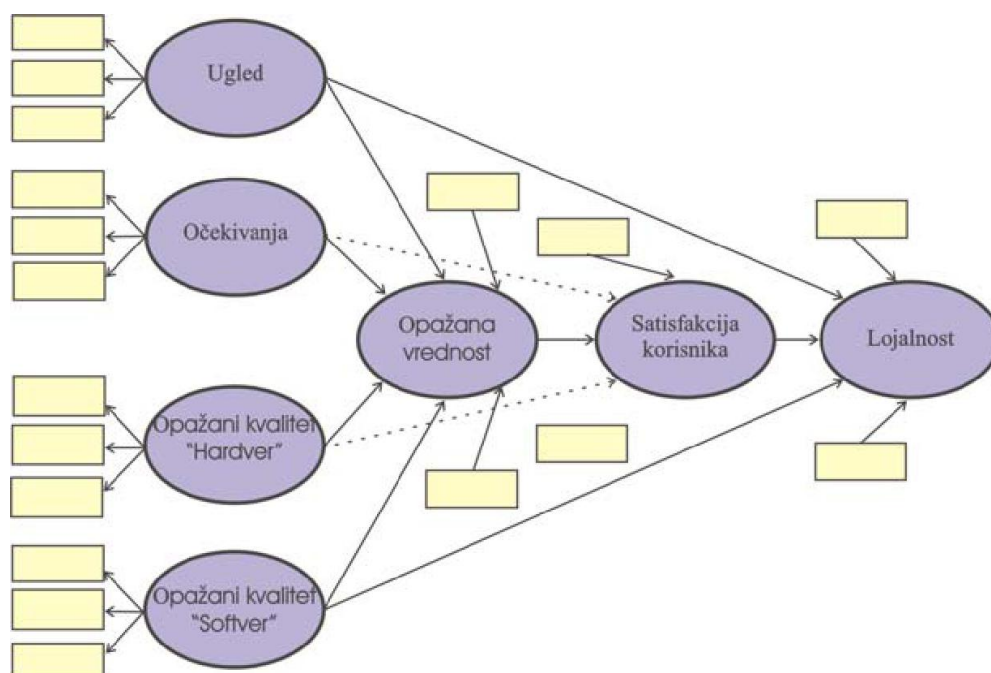 Ugled
Očekivanja
Opažani kvalitet
"Hardver"
Opažani kvalitet
"Softver"
Opažana
vrednost
Satisfakcija
korisnika
Lojalnost